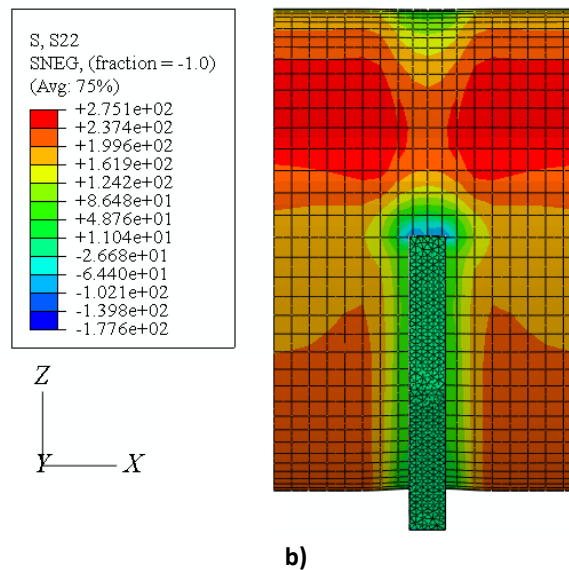 S, S22
SNEG, (fraction = -1.0)
(Avg: 75%)
+2.751e+02
+2.374e+02
+1.996e+02
+1.619e+02
+1.242e+02
+8.648e+01
+4.876e+01
+1.104e+01
-2.668e+01
-6.440e+01
-1.021e+02
-1.398e+02
-1.776e+02
Z
Y X
b)